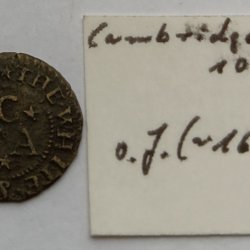 THE WHITE
C
A
Cambridge
10
o.J. (~16